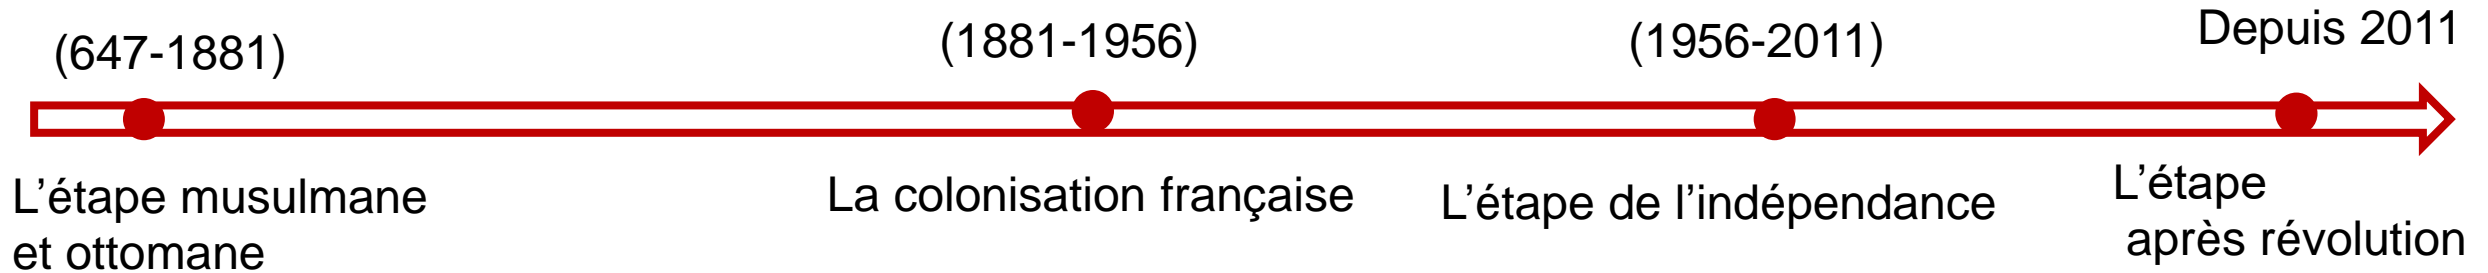 (647-1881)
(1881-1956)
(1956-2011)
Depuis 2011
L’étape musulmane
et ottomane
La colonisation française
L’étape de l’indépendance
L’étape
après révolution